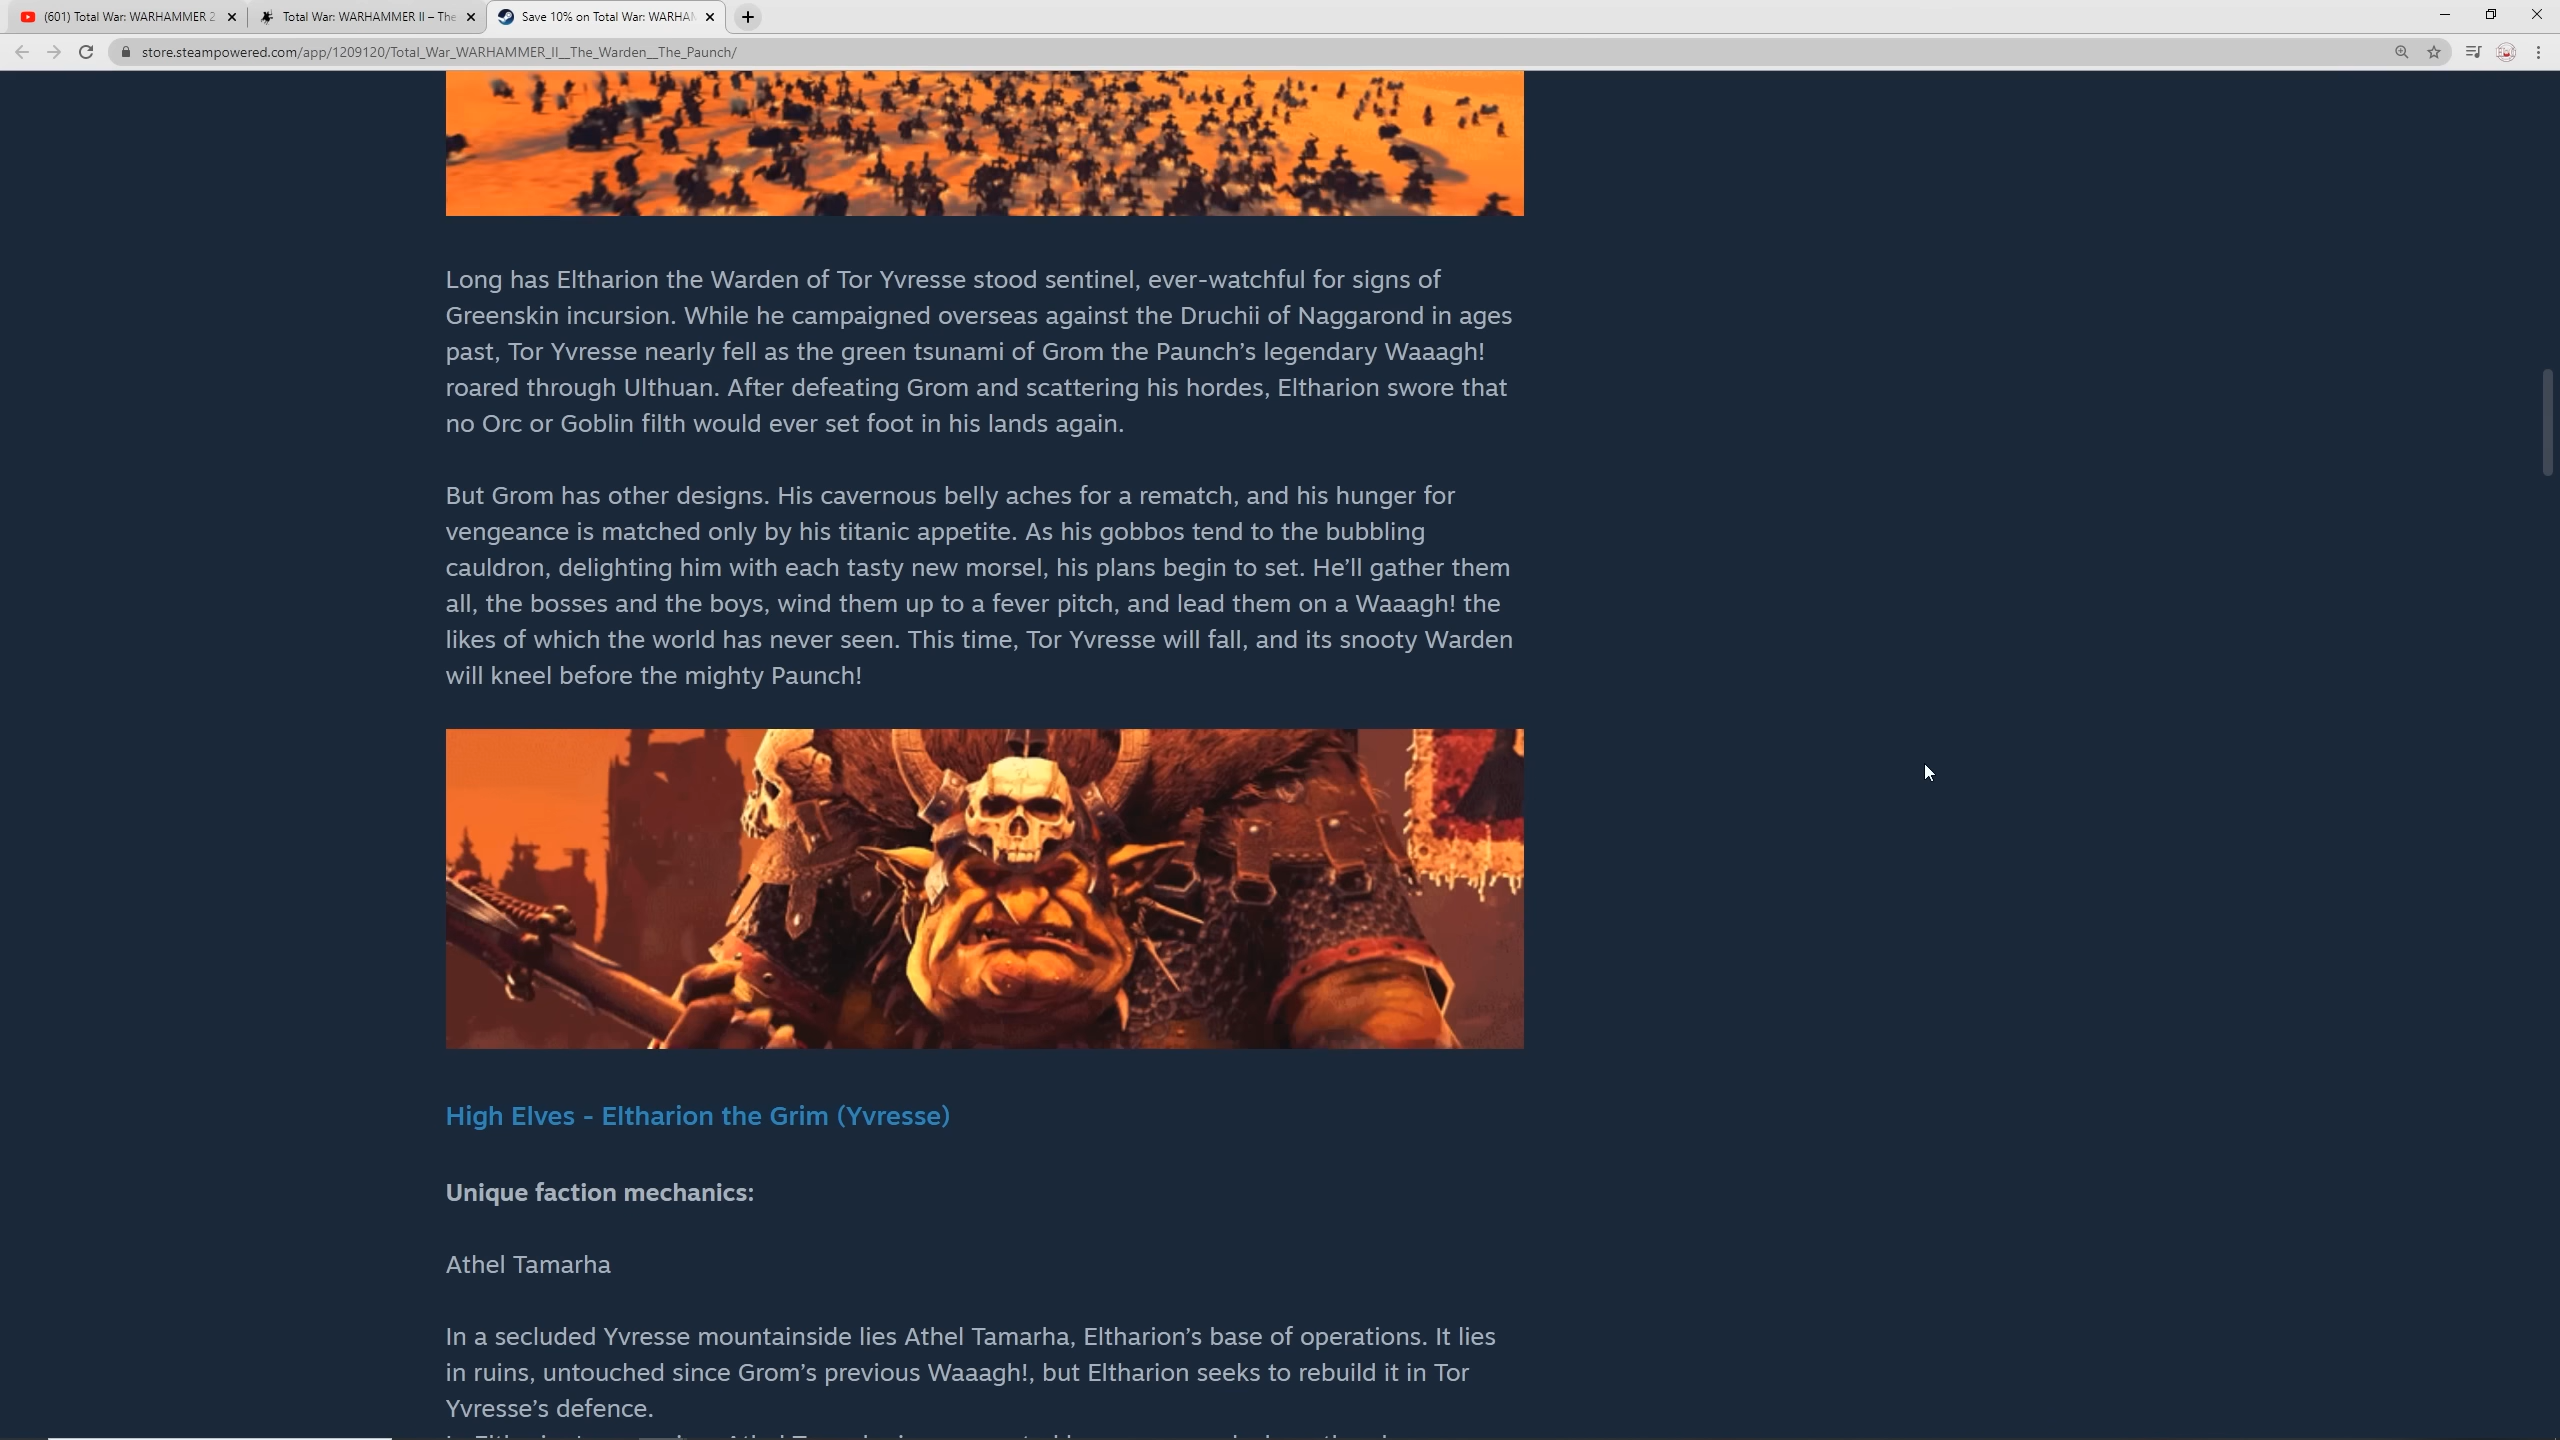 (601) Total War: WARHAMMER 2
Total War: WARHAMMER II – The
Save 10% on Total War: WARHAM
store.steampowered.com/app/1209120/Total_War_WARHAMMER_II__The_Warden__The_Paunch/
Long has Eltharion the Warden of Tor Yvresse stood sentinel, ever-watchful for signs of
Greenskin incursion. While he campaigned overseas against the Druchii of Naggarond in ages
past, Tor Yvresse nearly fell as the green tsunami of Grom the Paunch’s legendary Waaagh!
roared through Ulthuan. After defeating Grom and scattering his hordes, Eltharion swore that
no Orc or Goblin filth would ever set foot in his lands again.
But Grom has other designs. His cavernous belly aches for a rematch, and his hunger for
vengeance is matched only by his titanic appetite. As his gobbos tend to the bubbling
cauldron, delighting him with each tasty new morsel, his plans begin to set. He’ll gather them
all, the bosses and the boys, wind them up to a fever pitch, and lead them on a Waaagh! the
likes of which the world has never seen. This time, Tor Yvresse will fall, and its snooty Warden
will kneel before the mighty Paunch!
High Elves - Eltharion the Grim (Yvresse)
Unique faction mechanics:
Athel Tamarha
In a secluded Yvresse mountainside lies Athel Tamarha, Eltharion’s base of operations. It lies
in ruins, untouched since Grom’s previous Waaagh!, but Eltharion seeks to rebuild it in Tor
Yvresse’s defence.